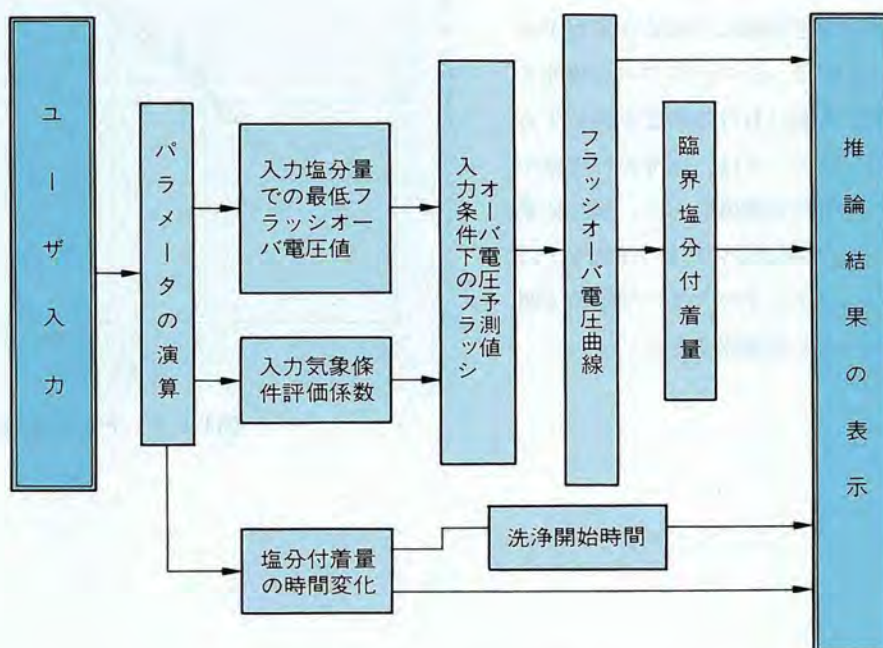 ユーザ入力
パラメータの演算
入力塩分量
での最低フ
ラッシオー
バ電圧値
入力気象條
件評価係数
入力条件下のフラッシ
オーバ電圧予測値
フラッシオーバ電圧曲線
臨界塩分付着量
塩分付着量
の時間変化
洗浄開始時間
推論結果の表示